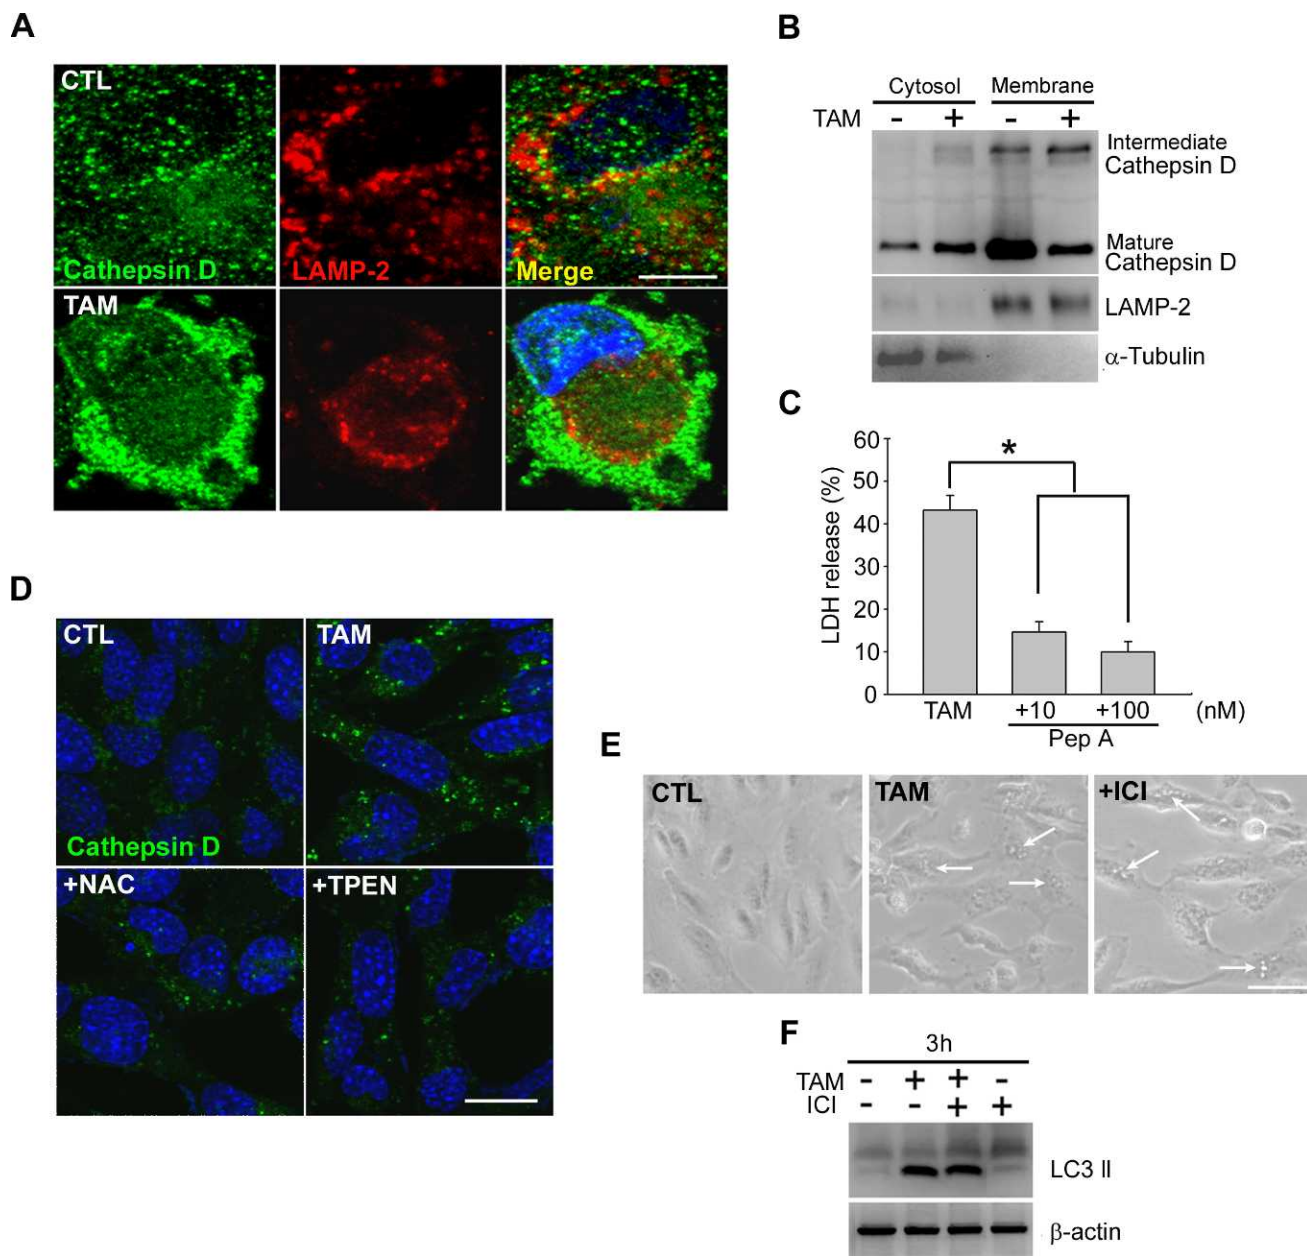 A
CTL
Cathepsin D
LAMP-2
Merge
TAM
B
Cytosol Membrane
TAM - + - +
Intermediate
Cathepsin D
Mature
Cathepsin D
LAMP-2
α-Tubulin
C
LDH release (%)
60
50
40
30
20
10
0
TAM +10 +100 (nM)
Pep A
*
D
CTL
TAM
Cathepsin D
+NAC
+TPEN
E
CTL
TAM
+ICI
F
3h
TAM - + + -
ICI - - + +
LC3 II
β-actin